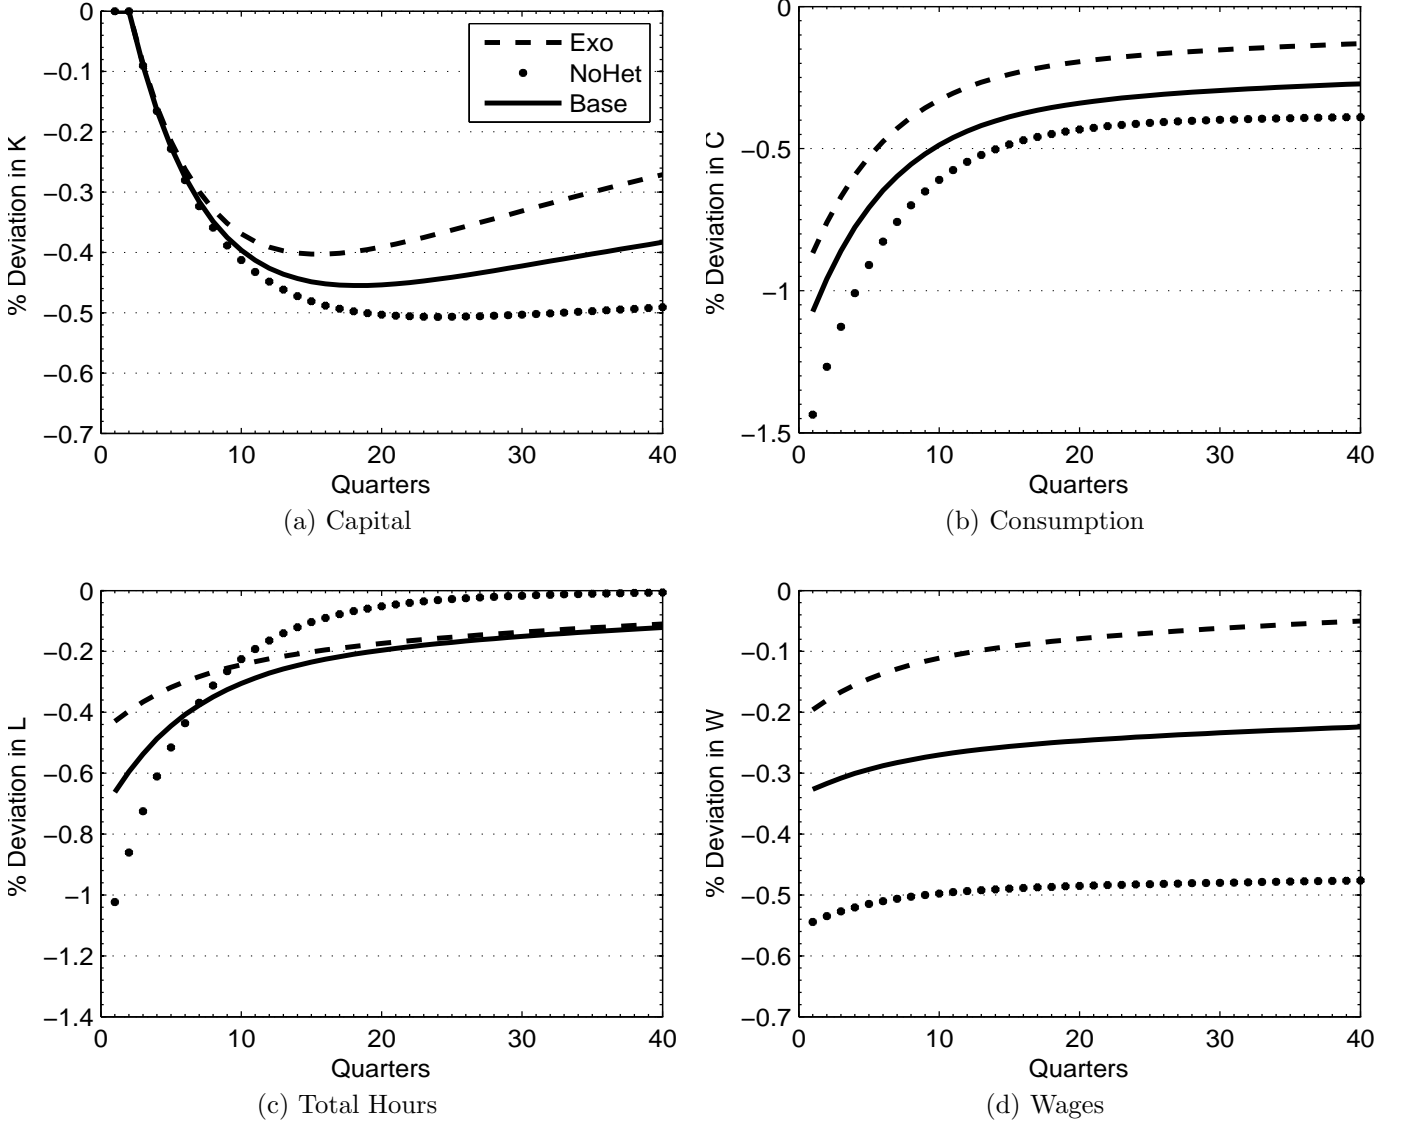 0
−0.1
−0.2
−0.3
−0.4
−0.5
−0.6
−0.7
% Deviation in K
Exo
NoHet
Base
0 10 20 30 40
Quarters
(a) Capital
0
−0.5
−1
−1.5
% Deviation in C
0 10 20 30 40
Quarters
(b) Consumption
0
−0.2
−0.4
−0.6
−0.8
−1
−1.2
−1.4
% Deviation in L
0 10 20 30 40
Quarters
(c) Total Hours
0
−0.1
−0.2
−0.3
−0.4
−0.5
−0.6
−0.7
% Deviation in W
0 10 20 30 40
Quarters
(d) Wages